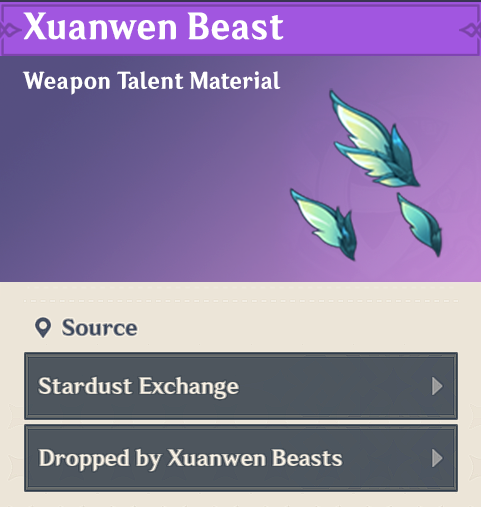 Xuanwen Beast
Weapon Talent Material
Source
Stardust Exchange
Dropped by Xuanwen Beasts